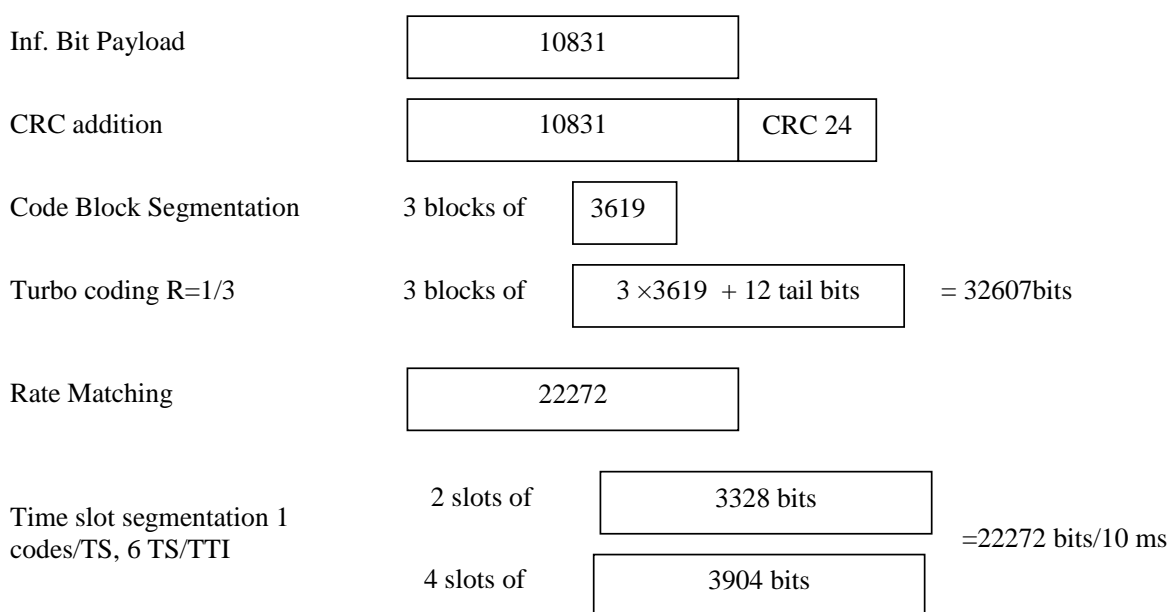 Inf. Bit Payload 10831
CRC addition 10831 CRC 24
Code Block Segmentation 3 blocks of 3619
Turbo coding R=1/3 3 blocks of 3 ×3619 + 12 tail bits = 32607bits
Rate Matching 22272
2 slots of 3328 bits
Time slot segmentation 1
codes/TS, 6 TS/TTI =22272 bits/10 ms
4 slots of 3904 bits